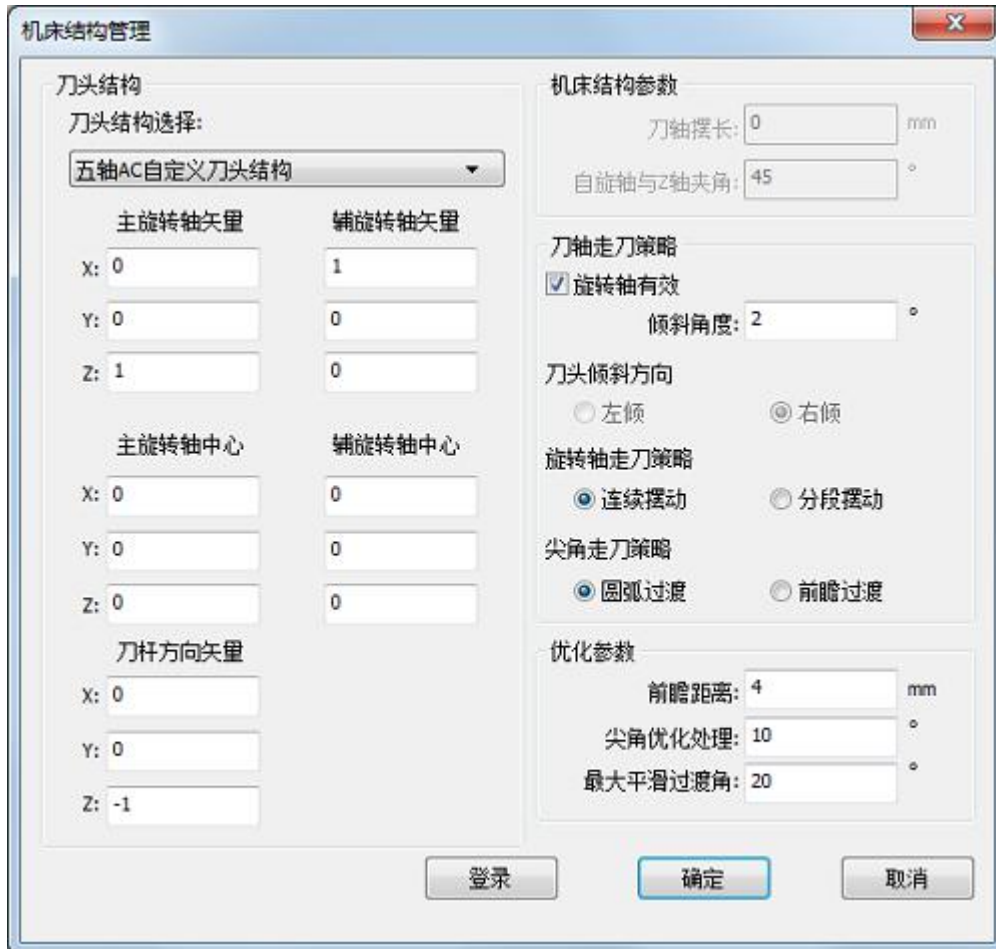 机床结构管理
刀头结构
刀头结构选择:
五轴AC自定义刀头结构
主旋转轴矢量 辅旋转轴矢量
X: 0 1
Y: 0 0
Z: 1 0
主旋转轴中心 辅旋转轴中心
X: 0 0
Y: 0 0
Z: 0 0
刀杆方向矢量
X: 0
Y: 0
Z: -1
机床结构参数
刀轴摆长: 0 mm
自旋轴与Z轴夹角: 45 °
刀轴走刀策略
旋转轴有效
倾斜角度: 2 °
刀头倾斜方向
左倾 右倾
旋转轴走刀策略
连续摆动 分段摆动
尖角走刀策略
圆弧过渡 前瞻过渡
优化参数
前瞻距离: 4 mm
尖角优化处理: 10 °
最大平滑过渡角: 20 °
登录 确定 取消